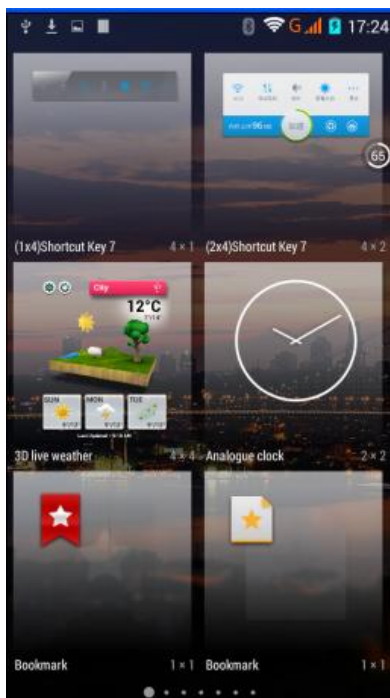 G 17:24
65
(1x4)Shortcut Key 7 4 × 1 (2x4)Shortcut Key 7 4 × 2
City
12°C
SUN MON TUE
3D live weather 4 × 4 Analogue clock 2 × 2
Bookmark 1 × 1 Bookmark 1 × 1